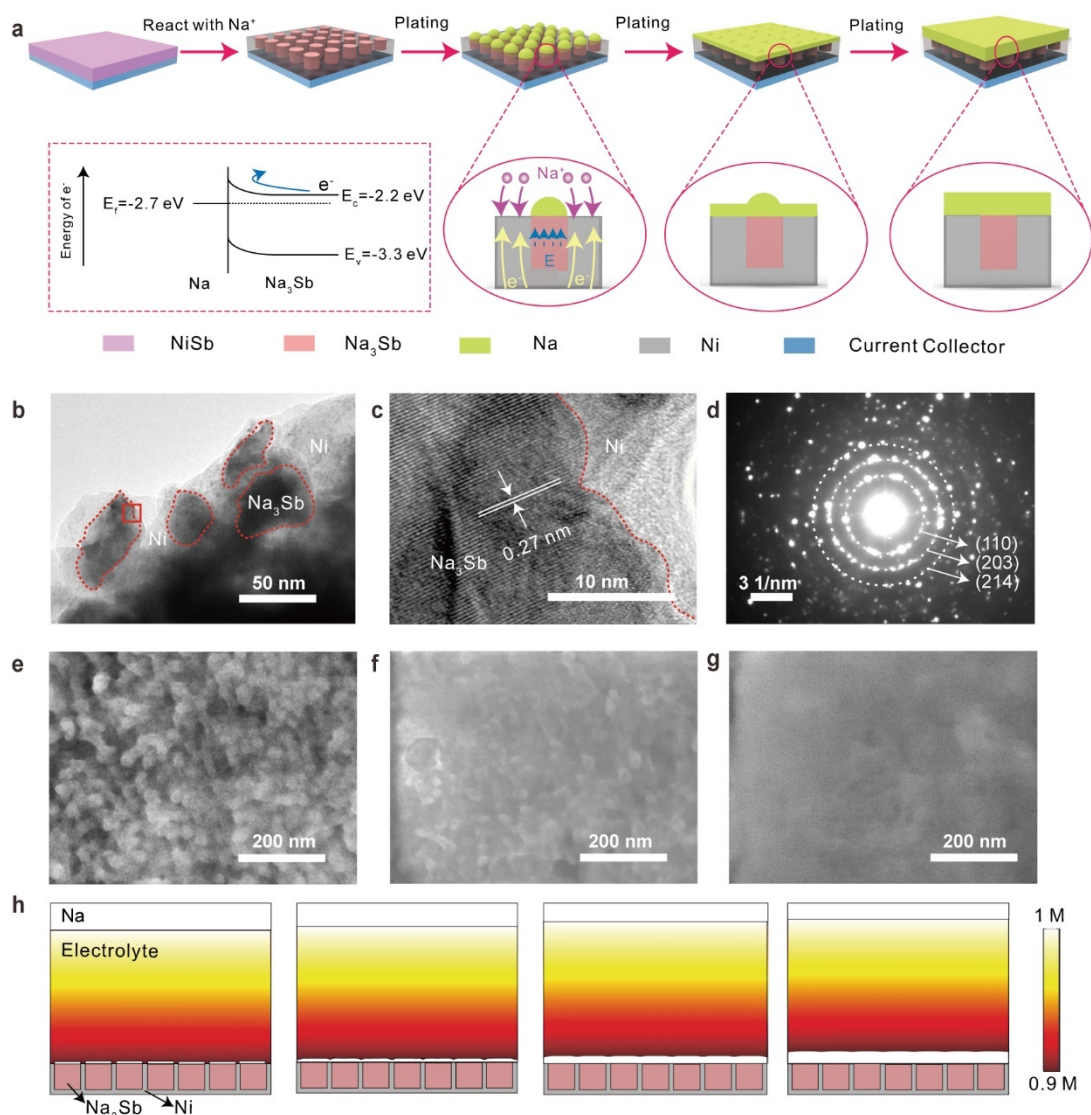 a
React with Na⁺
Plating
Plating
Plating
Energy of e⁻
E_f=-2.7 eV
e⁻
E_c=-2.2 eV
E_v=-3.3 eV
Na
Na₃Sb
Na⁺
E
e⁻
e⁻
NiSb
Na₃Sb
Na
Ni
Current Collector
b
Ni
Na₃Sb
Ni
50 nm
c
Ni
0.27 nm
Na₃Sb
10 nm
d
(110)
(203)
(214)
3 1/nm
e
200 nm
f
200 nm
g
200 nm
h
Na
Electrolyte
Na₃Sb
Ni
1 M
0.9 M